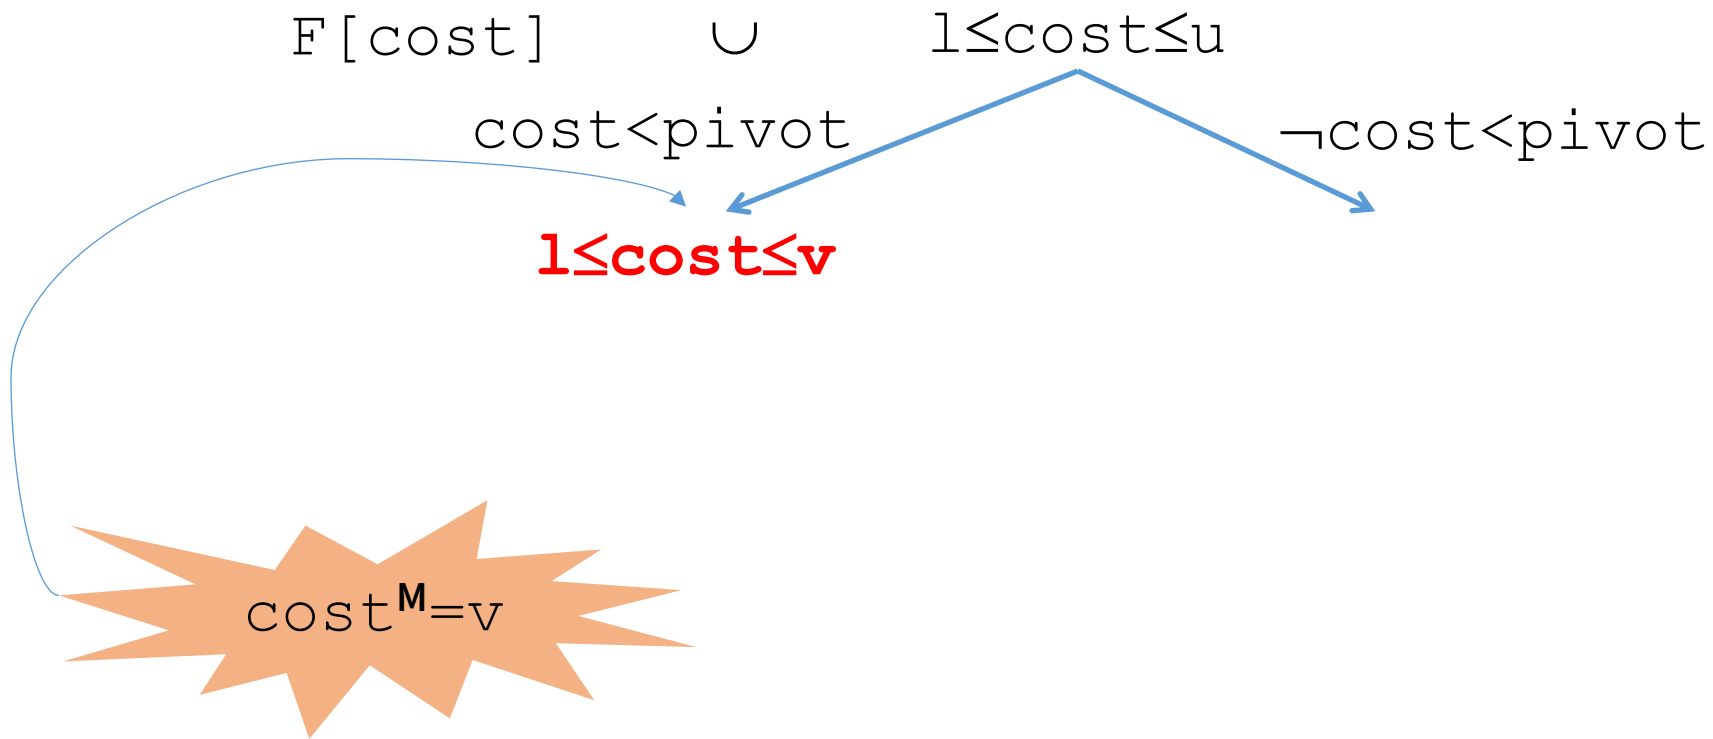 F[cost] ∪ l≤cost≤u
cost<pivot ¬cost<pivot
l≤cost≤v
costᴹ=v